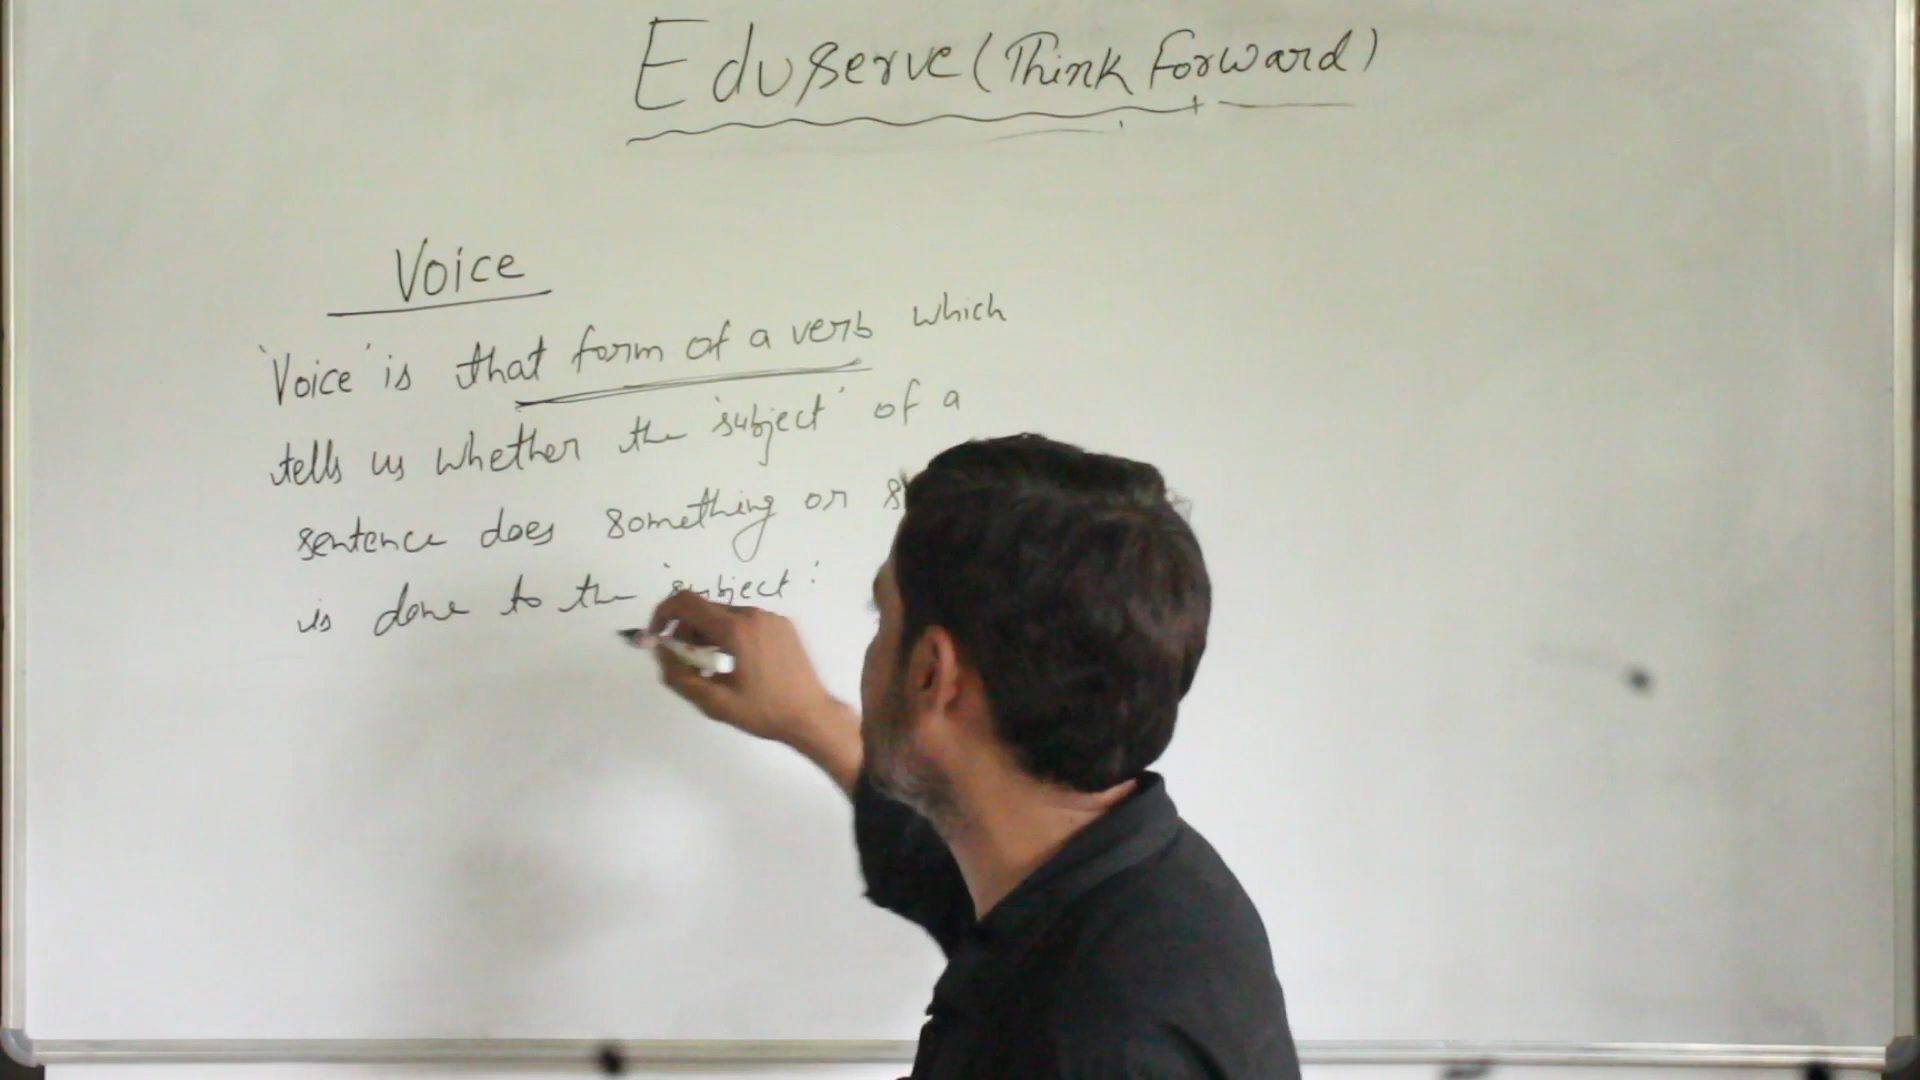 Eduserve (Think Forward)
Voice
'Voice' is that form of a verb which
tells us whether the 'subject' of a
sentence does something or
is done to the 'subject'.